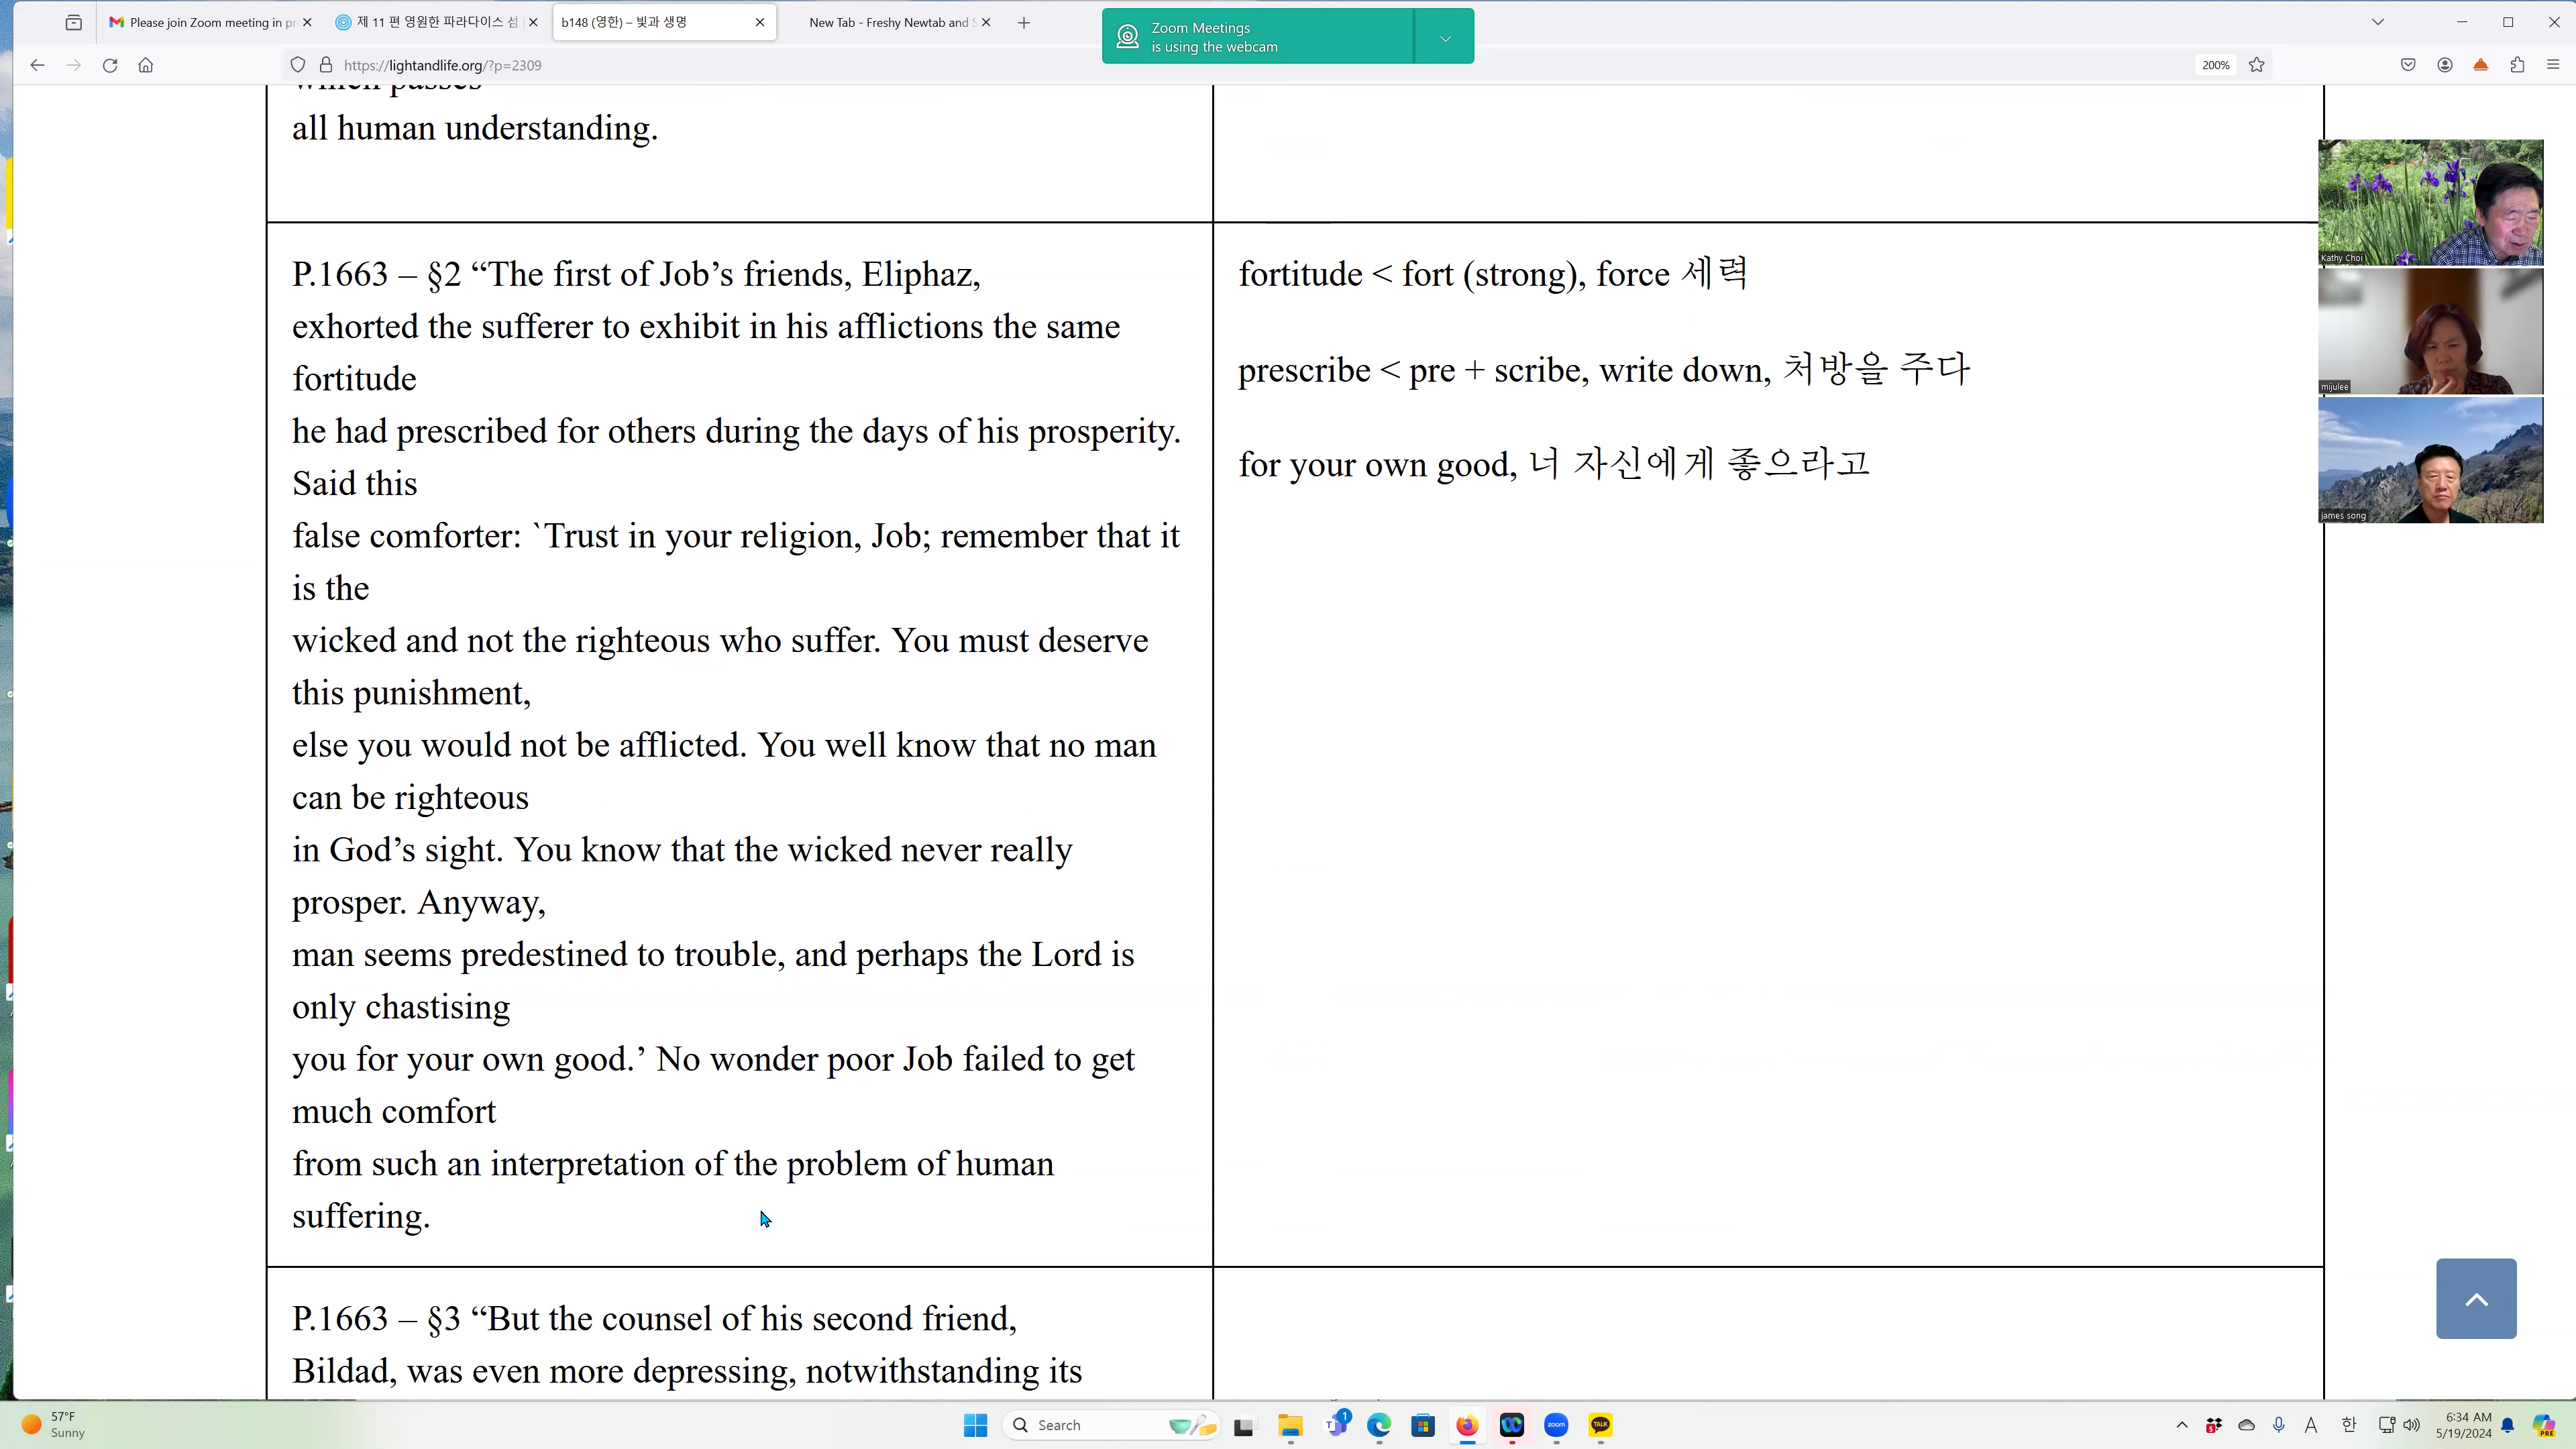 Please join Zoom meeting in pr
제 11 편 영원한 파라다이스 섬
b148 (영한) – 빛과 생명
New Tab - Freshy Newtab and S
Zoom Meetings
is using the webcam
https://lightandlife.org/?p=2309
200%
which passes
all human understanding.
P.1663 – §2 “The first of Job’s friends, Eliphaz,
exhorted the sufferer to exhibit in his afflictions the same
fortitude
he had prescribed for others during the days of his prosperity.
Said this
false comforter: `Trust in your religion, Job; remember that it
is the
wicked and not the righteous who suffer. You must deserve
this punishment,
else you would not be afflicted. You well know that no man
can be righteous
in God’s sight. You know that the wicked never really
prosper. Anyway,
man seems predestined to trouble, and perhaps the Lord is
only chastising
you for your own good.’ No wonder poor Job failed to get
much comfort
from such an interpretation of the problem of human
suffering.
fortitude < fort (strong), force 세력
prescribe < pre + scribe, write down, 처방을 주다
for your own good, 너 자신에게 좋으라고
P.1663 – §3 “But the counsel of his second friend,
Bildad, was even more depressing, notwithstanding its
Kathy Choi
mijulee
james song
57°F
Sunny
Search
1
zoom
TALK
A
한
6:34 AM
5/19/2024
PRE